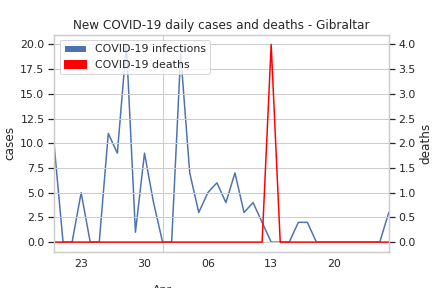 New COVID-19 daily cases and deaths - Gibraltar
COVID-19 infections
COVID-19 deaths
20.0
17.5
15.0
12.5
10.0
7.5
5.0
2.5
0.0
cases
4.0
3.5
3.0
2.5
2.0
1.5
1.0
0.5
0.0
deaths
23 30 06 13 20
Apr